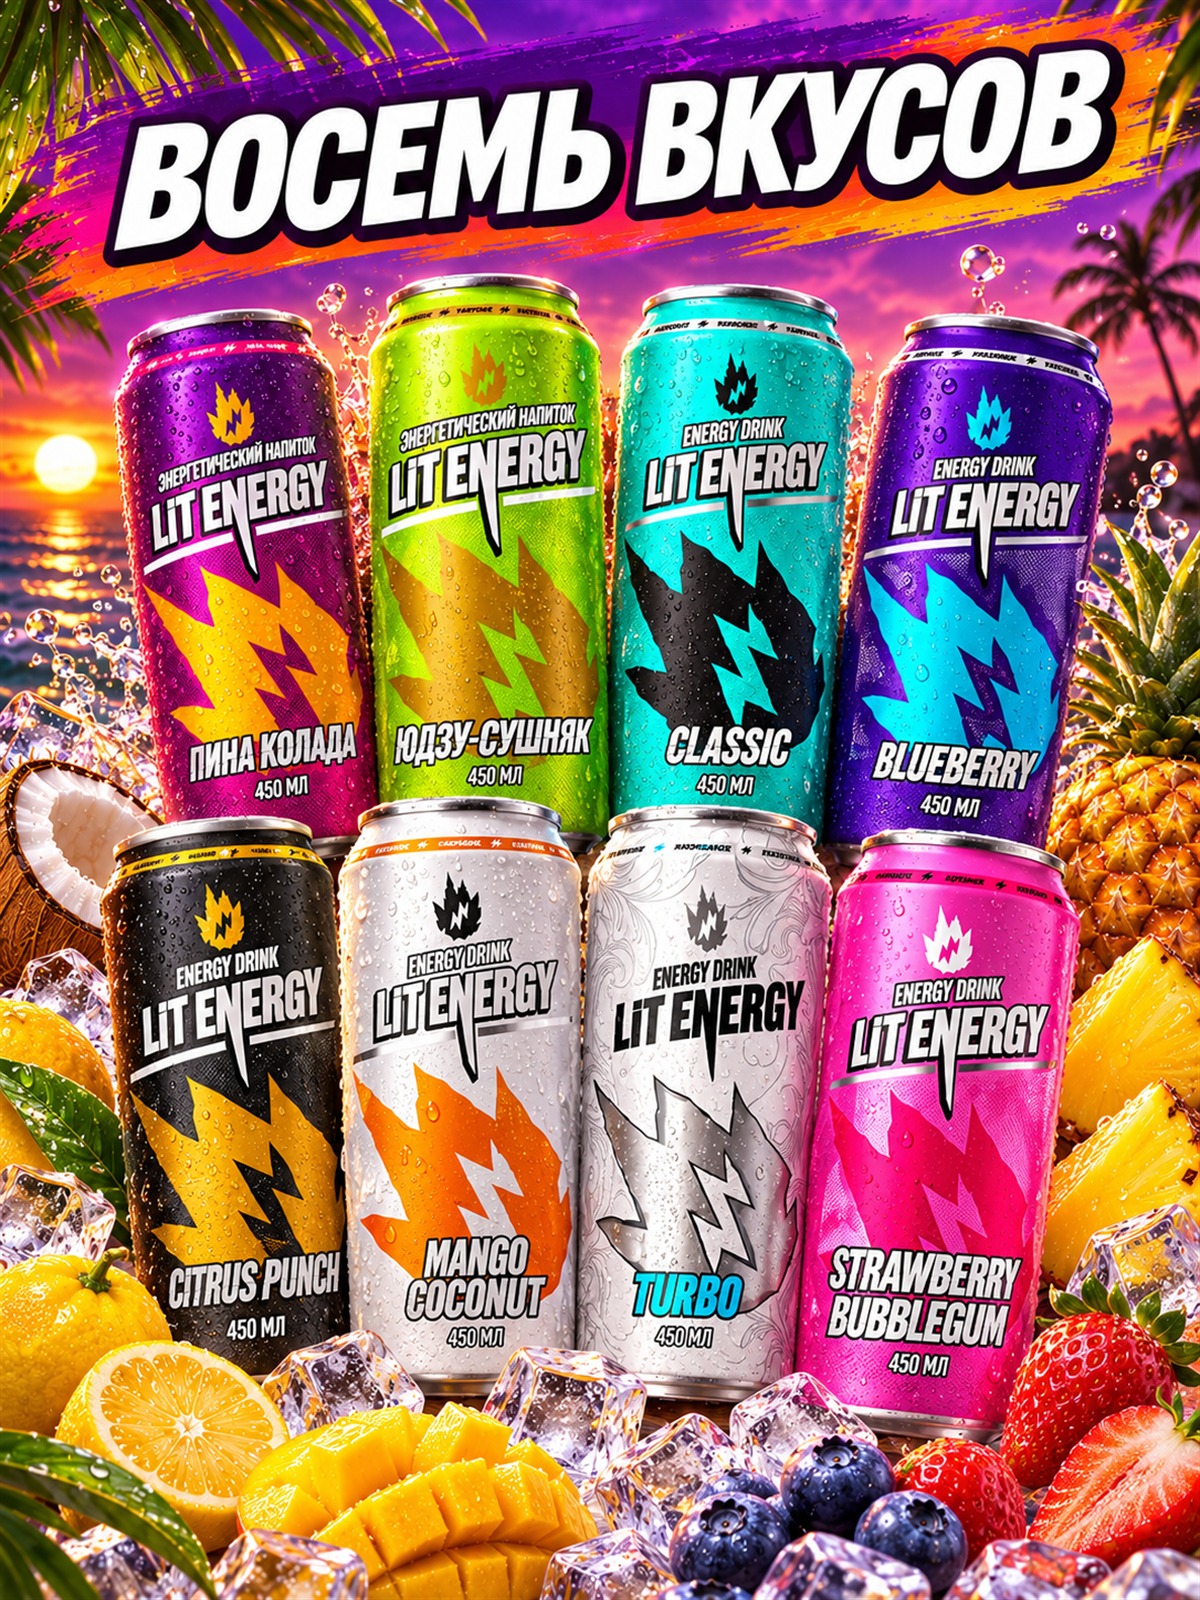 ВОСЕМЬ ВКУСОВ
ЭНЕРГЕТИЧЕСКИЙ НАПИТОК
LIT ENERGY
ПИНА КОЛАДА
450 МЛ
ЭНЕРГЕТИЧЕСКИЙ НАПИТОК
LIT ENERGY
ЮДЗУ-СУШНЯК
450 МЛ
ENERGY DRINK
LIT ENERGY
CLASSIC
450 МЛ
ENERGY DRINK
LIT ENERGY
BLUEBERRY
450 МЛ
ENERGY DRINK
LIT ENERGY
CITRUS PUNCH
450 МЛ
ENERGY DRINK
LIT ENERGY
MANGO
COCONUT
450 МЛ
ENERGY DRINK
LIT ENERGY
TURBO
450 МЛ
ENERGY DRINK
LIT ENERGY
STRAWBERRY
BUBBLEGUM
450 МЛ